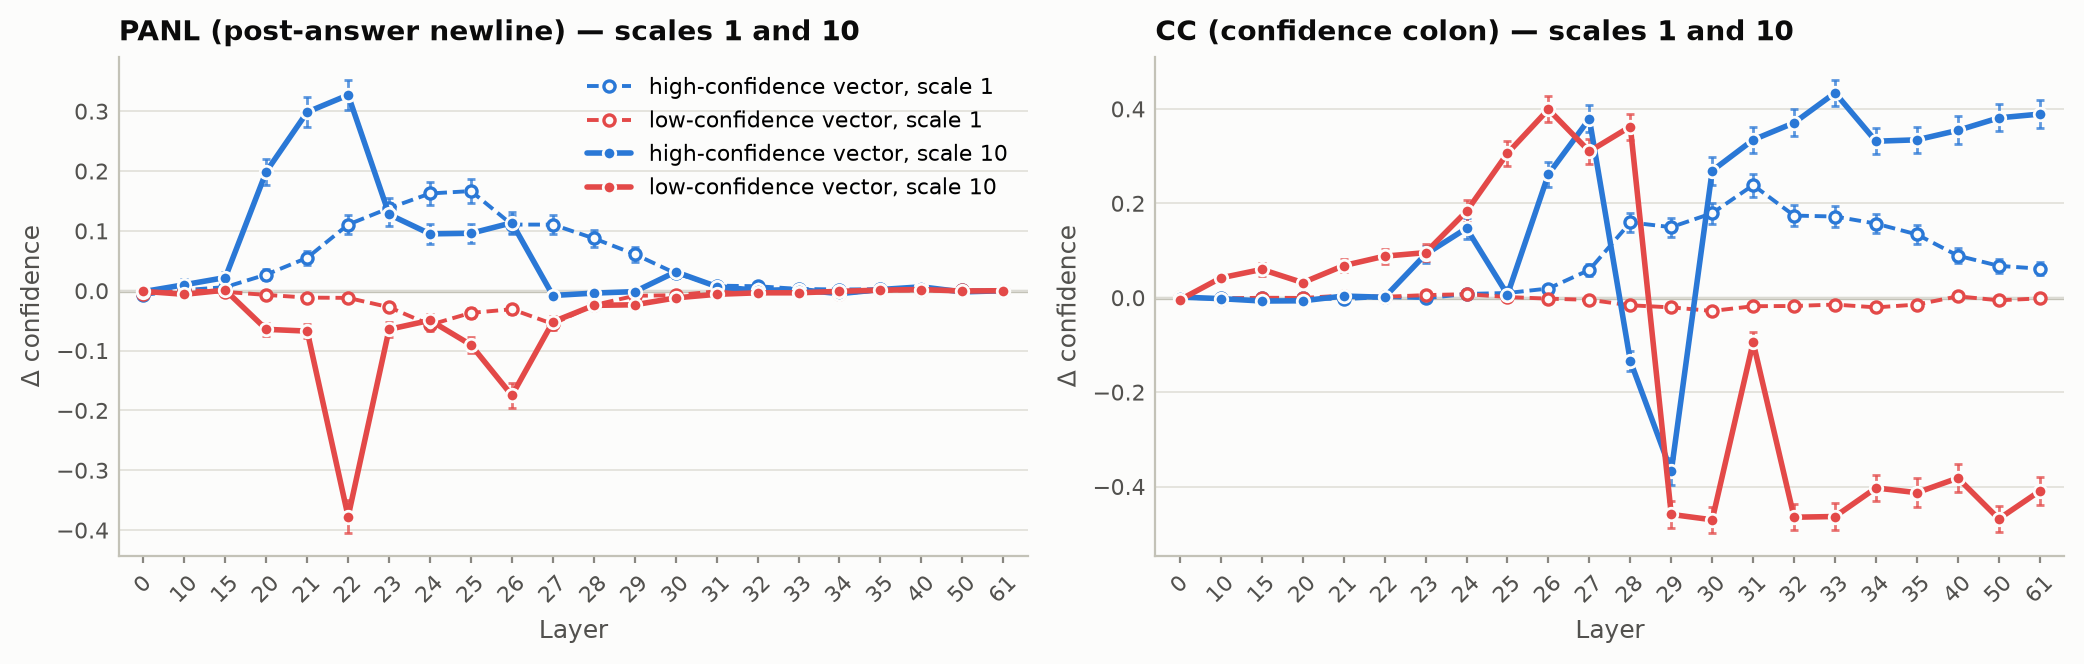 PANL (post-answer newline) — scales 1 and 10
high-confidence vector, scale 1
low-confidence vector, scale 1
high-confidence vector, scale 10
low-confidence vector, scale 10
Δ confidence
0.3
0.2
0.1
0.0
−0.1
−0.2
−0.3
−0.4
0 10 15 20 21 22 23 24 25 26 27 28 29 30 31 32 33 34 35 40 50 61
Layer
CC (confidence colon) — scales 1 and 10
Δ confidence
0.4
0.2
0.0
−0.2
−0.4
0 10 15 20 21 22 23 24 25 26 27 28 29 30 31 32 33 34 35 40 50 61
Layer